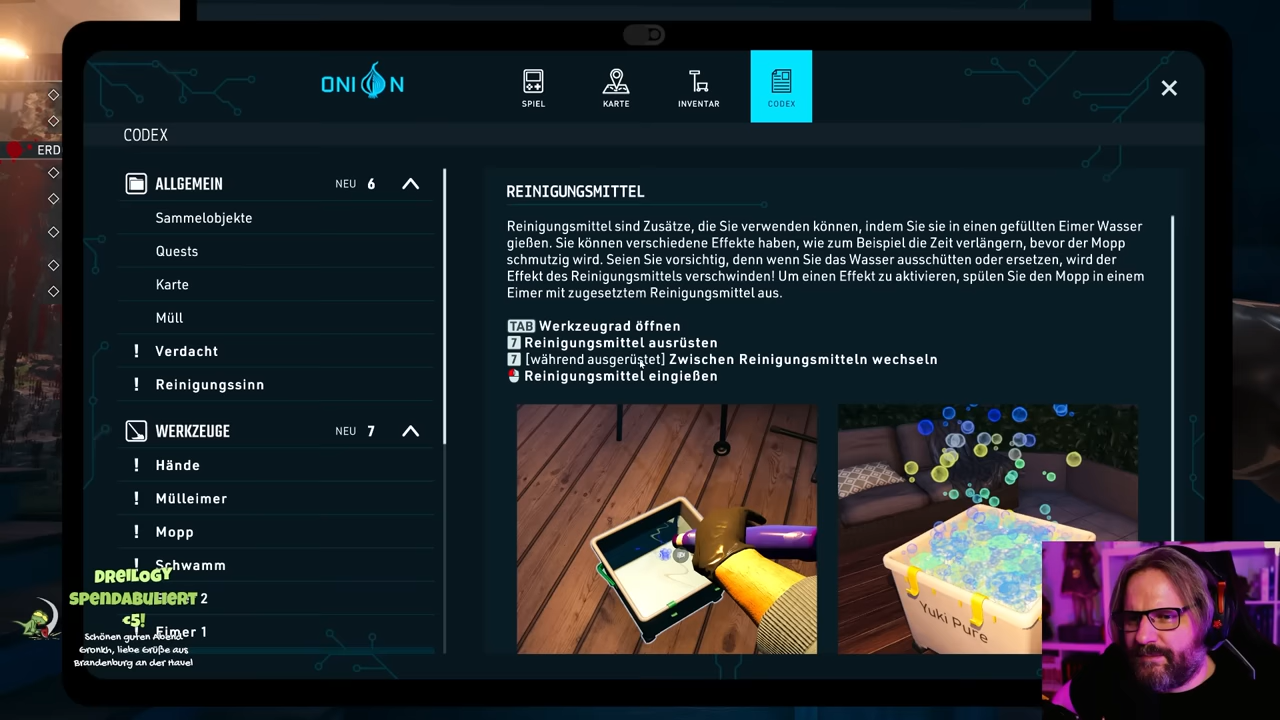 ONION
SPIEL
KARTE
INVENTAR
CODEX
CODEX
ERD
ALLGEMEIN NEU 6
Sammelobjekte
Quests
Karte
Müll
! Verdacht
! Reinigungssinn
WERKZEUGE NEU 7
! Hände
! Mülleimer
! Mopp
! Schwamm
2
Eimer 1
REINIGUNGSMITTEL
Reinigungsmittel sind Zusätze, die Sie verwenden können, indem Sie sie in einen gefüllten Eimer Wasser
gießen. Sie können verschiedene Effekte haben, wie zum Beispiel die Zeit verlängern, bevor der Mopp
schmutzig wird. Seien Sie vorsichtig, denn wenn Sie das Wasser ausschütten oder ersetzen, wird der
Effekt des Reinigungsmittels verschwinden! Um einen Effekt zu aktivieren, spülen Sie den Mopp in einem
Eimer mit zugesetztem Reinigungsmittel aus.
TAB Werkzeugrad öffnen
7 Reinigungsmittel ausrüsten
7 [während ausgerüstet] Zwischen Reinigungsmitteln wechseln
Reinigungsmittel eingießen
Yuki Pure
DREILOGY
SPENDABULIERT
<5!
Schönen guten Abend
Gronkh, liebe Grüße aus
Brandenburg an der Havel